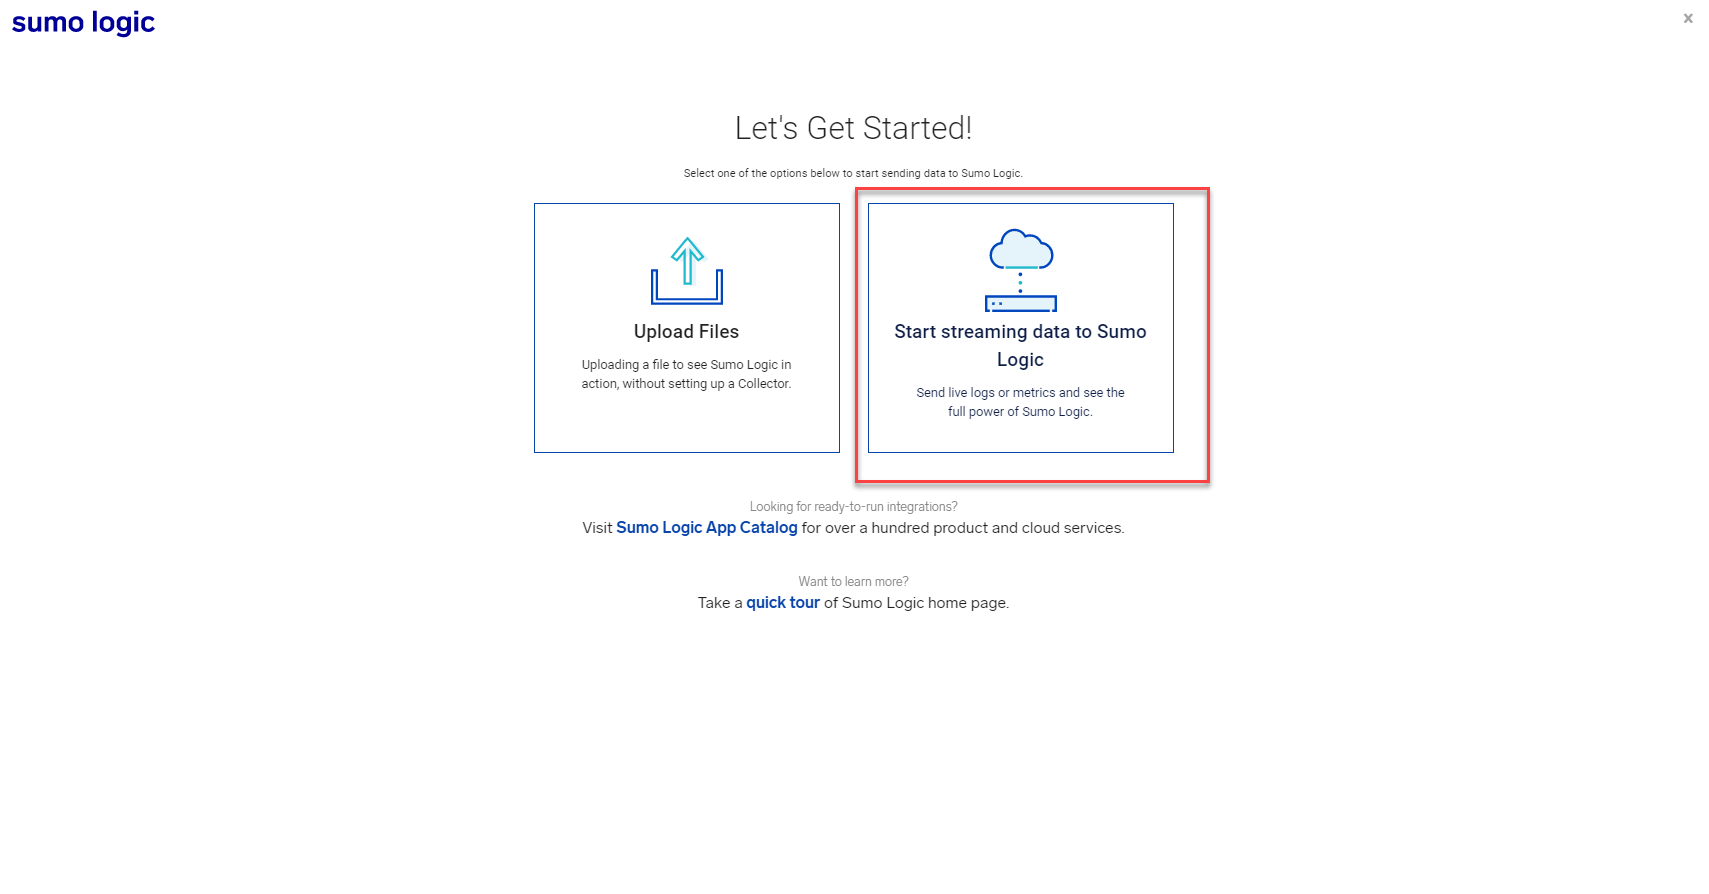 sumo logic
x
Let's Get Started!
Select one of the options below to start sending data to Sumo Logic.
Upload Files
Uploading a file to see Sumo Logic in
action, without setting up a Collector.
Start streaming data to Sumo
Logic
Send live logs or metrics and see the
full power of Sumo Logic.
Looking for ready-to-run integrations?
Visit Sumo Logic App Catalog for over a hundred product and cloud services.
Want to learn more?
Take a quick tour of Sumo Logic home page.